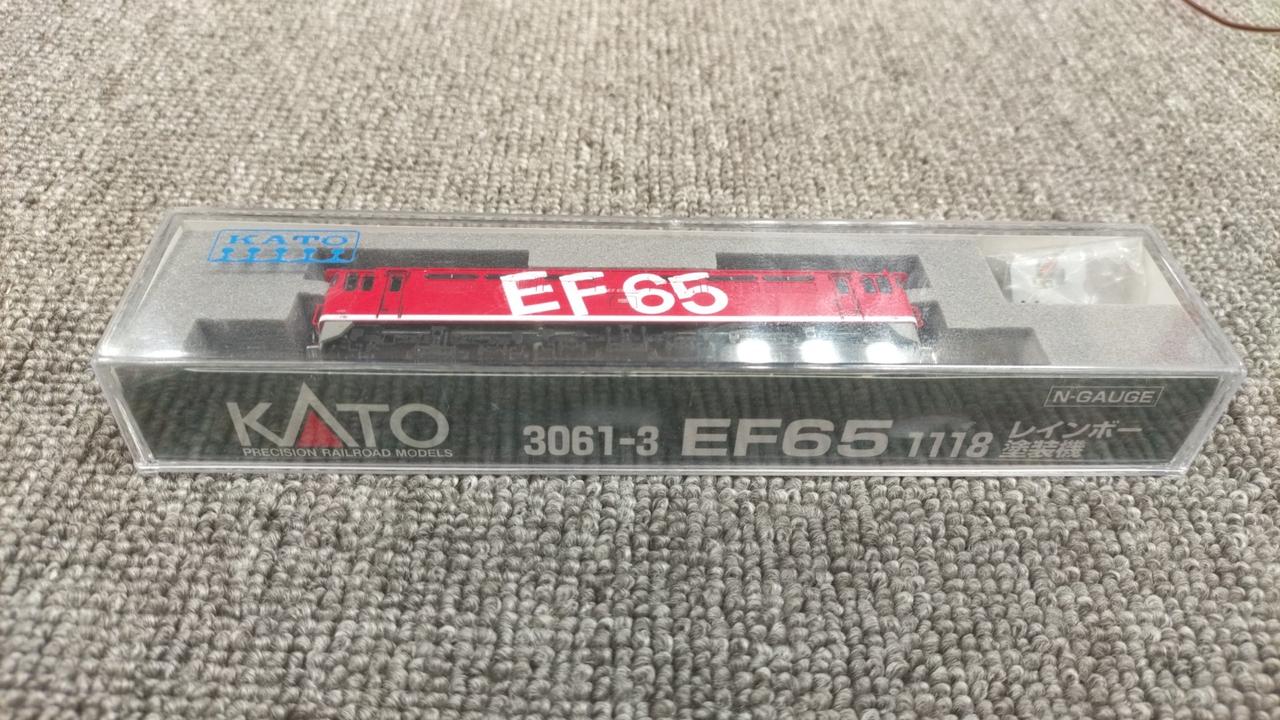 KATO
EF65
KATO
PRECISION RAILROAD MODELS
3061-3 EF65 1118 レインボー
塗装機
N-GAUGE